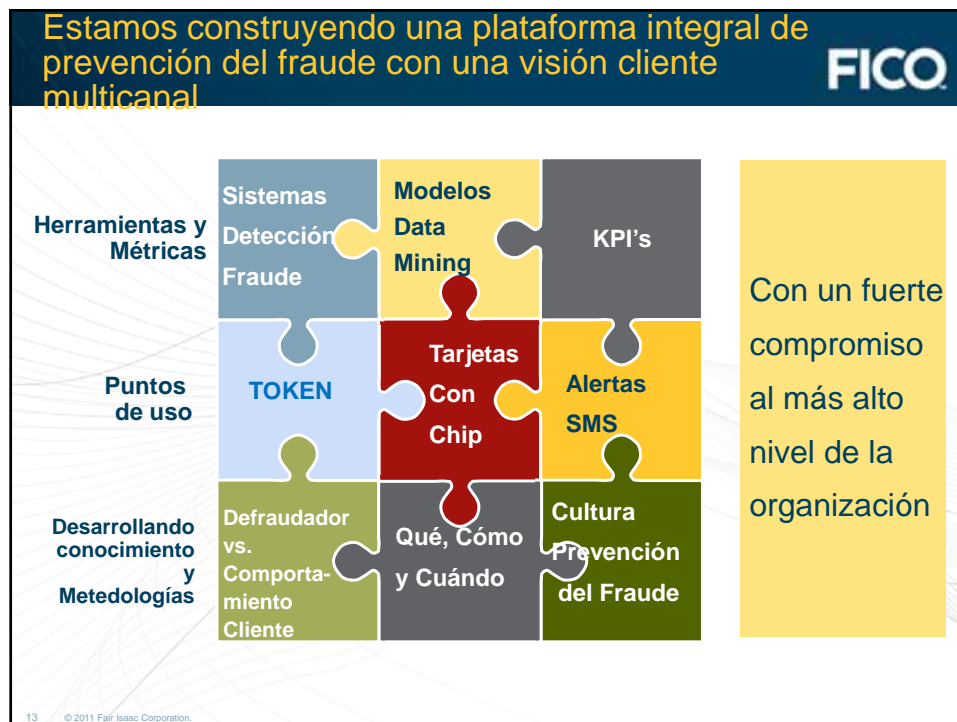 Estamos construyendo una plataforma integral de
prevención del fraude con una visión cliente
multicanal
FICO
Herramientas y
Métricas
Sistemas
Detección
Fraude
Modelos
Data
Mining
KPI's
Puntos
de uso
TOKEN
Tarjetas
Con
Chip
Alertas
SMS
Desarrollando
conocimiento
y
Metedologías
Defraudador
vs.
Comporta-
miento
Cliente
Qué, Cómo
y Cuándo
Cultura
Prevención
del Fraude
Con un fuerte
compromiso
al más alto
nivel de la
organización
13 © 2011 Fair Isaac Corporation.